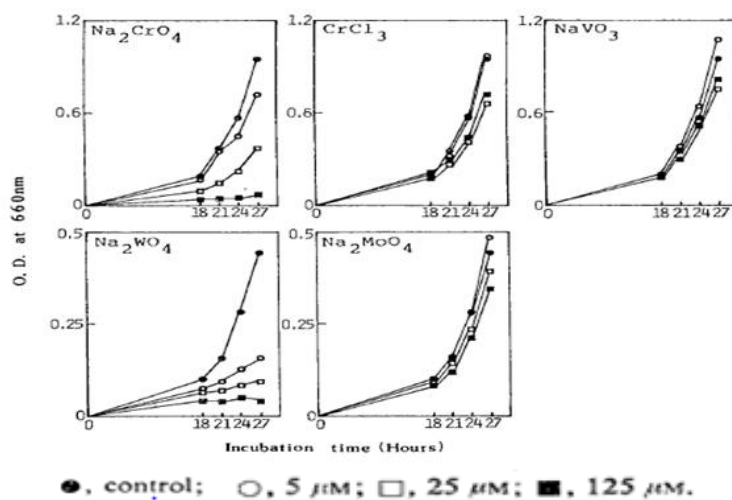 1.2 Na₂CrO₄ 1.2 CrCl₃ 1.2 NaVO₃
0.6 0.6 0.6
0 0 0
0 18 21 24 27 0 18 21 24 27 0 18 21 24 27
O.D. at 660nm
0.5 Na₂WO₄ 0.5 Na₂MoO₄
0.25 0.25
0 0
0 18 21 24 27 0 18 21 24 27
Incubation time (Hours)
●, control; ○, 5 μM; □, 25 μM; ■, 125 μM.